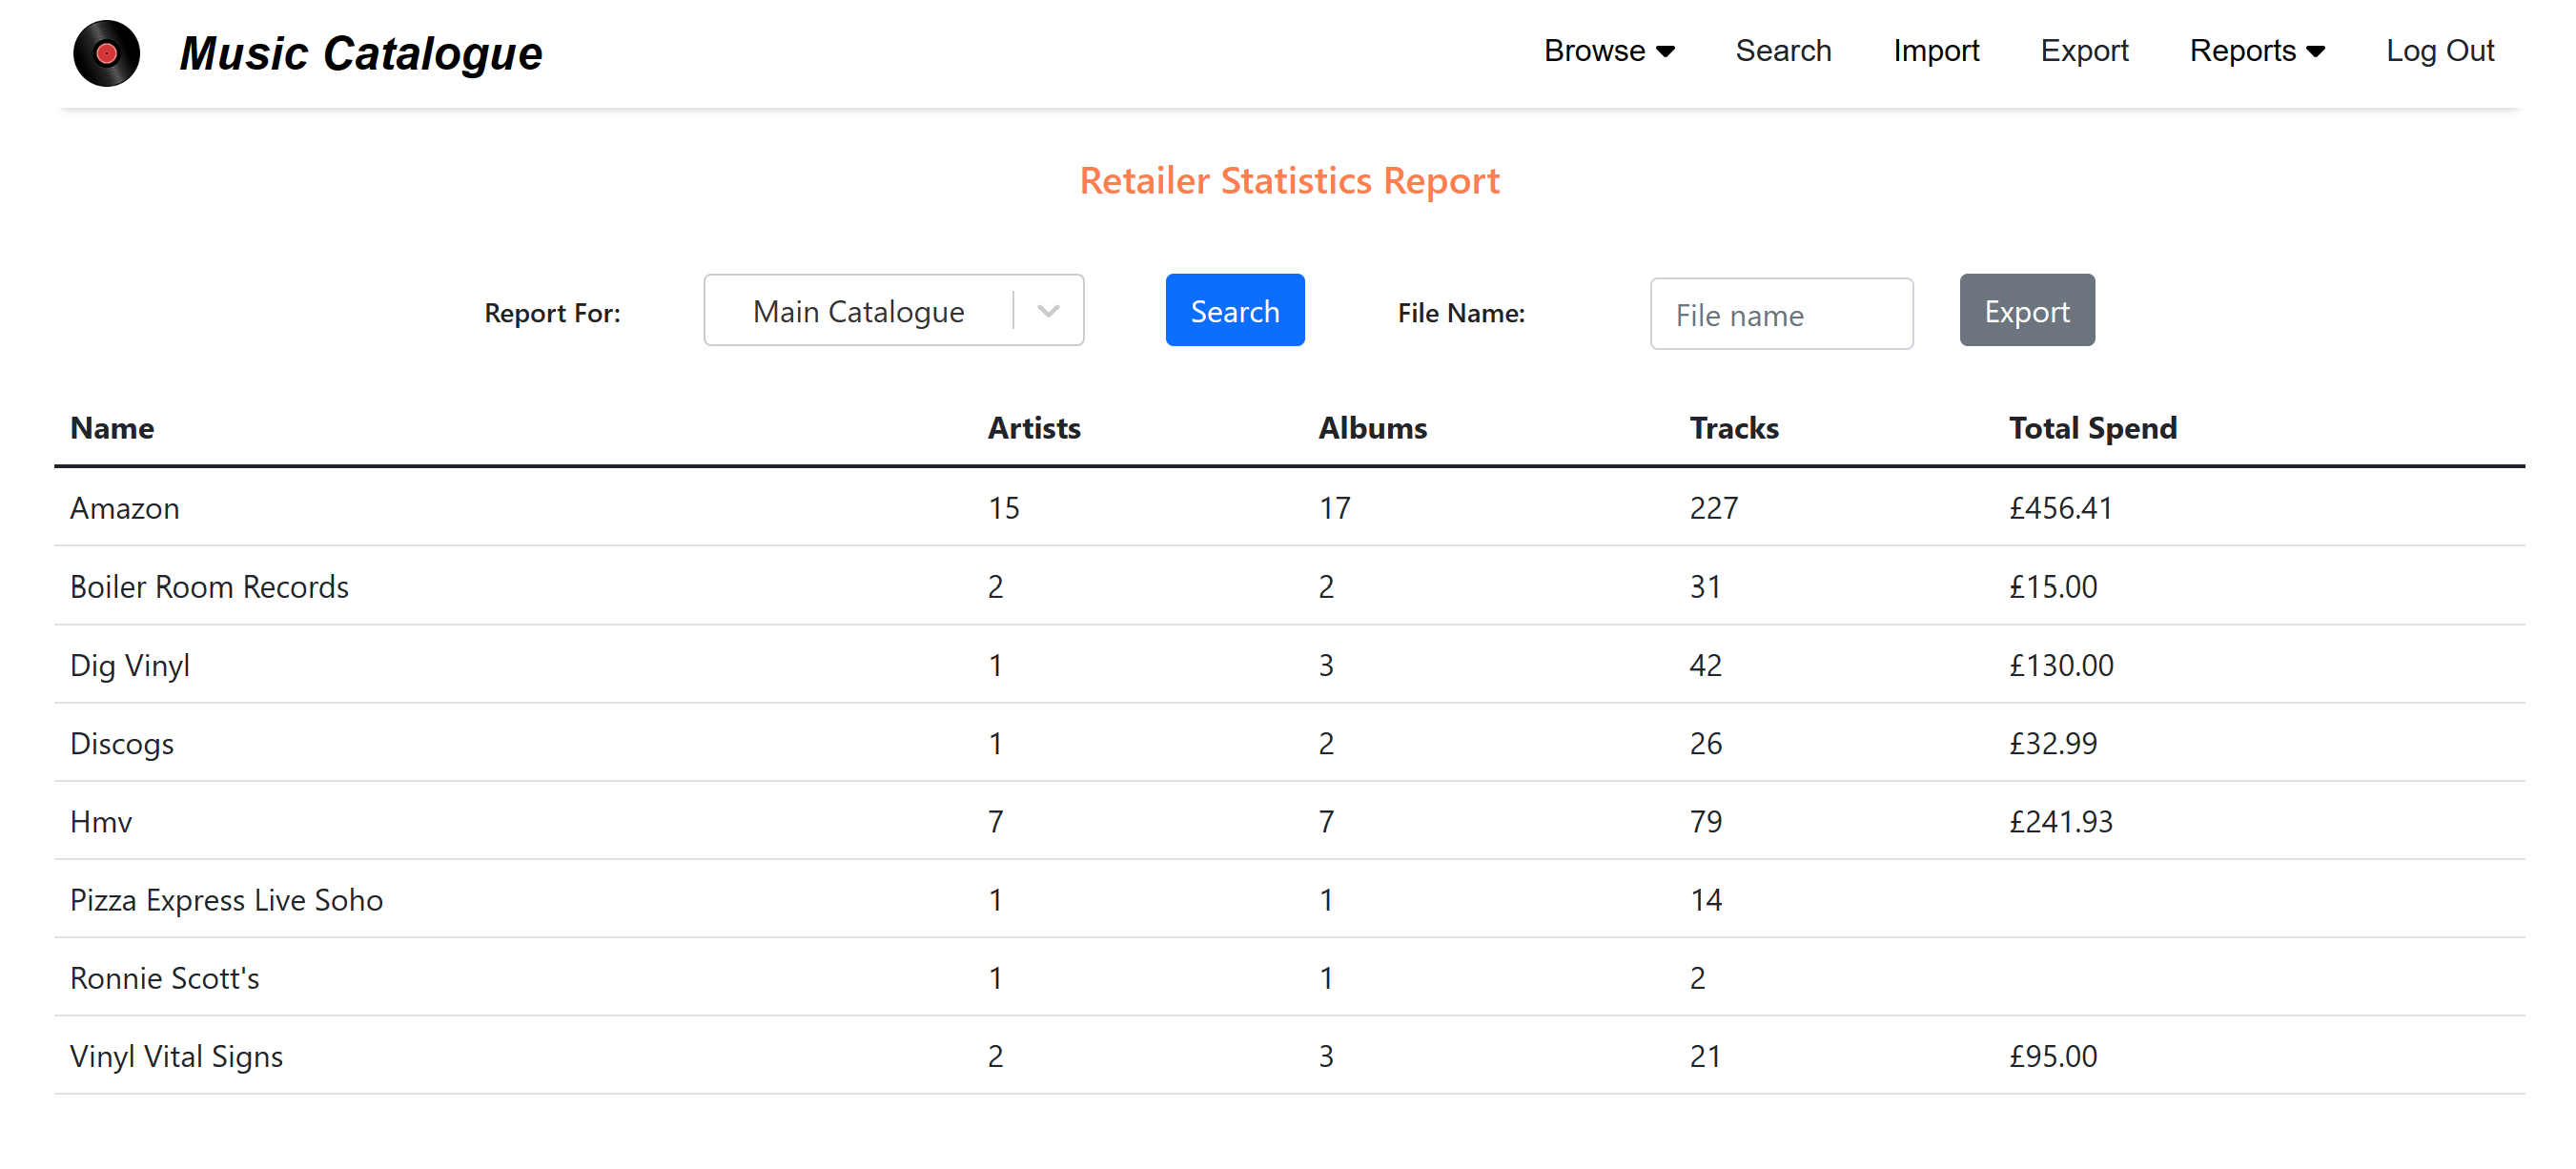 Music Catalogue Browse Search Import Export Reports Log Out
Retailer Statistics Report
Report For: Main Catalogue Search File Name: File name Export
Name Artists Albums Tracks Total Spend
Amazon 15 17 227 £456.41
Boiler Room Records 2 2 31 £15.00
Dig Vinyl 1 3 42 £130.00
Discogs 1 2 26 £32.99
Hmv 7 7 79 £241.93
Pizza Express Live Soho 1 1 14
Ronnie Scott's 1 1 2
Vinyl Vital Signs 2 3 21 £95.00